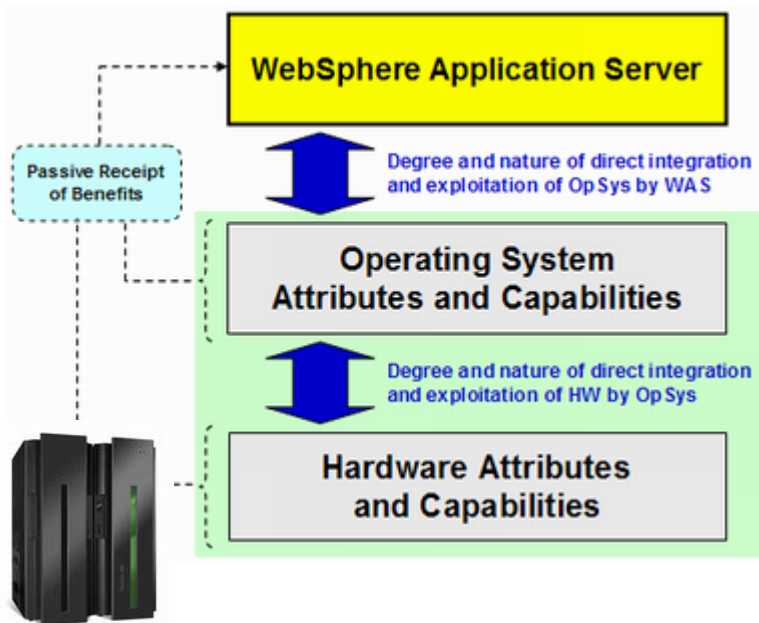 WebSphere Application Server
Degree and nature of direct integration
and exploitation of OpSys by WAS
Passive Receipt
of Benefits
Operating System
Attributes and Capabilities
Degree and nature of direct integration
and exploitation of HW by OpSys
Hardware Attributes
and Capabilities